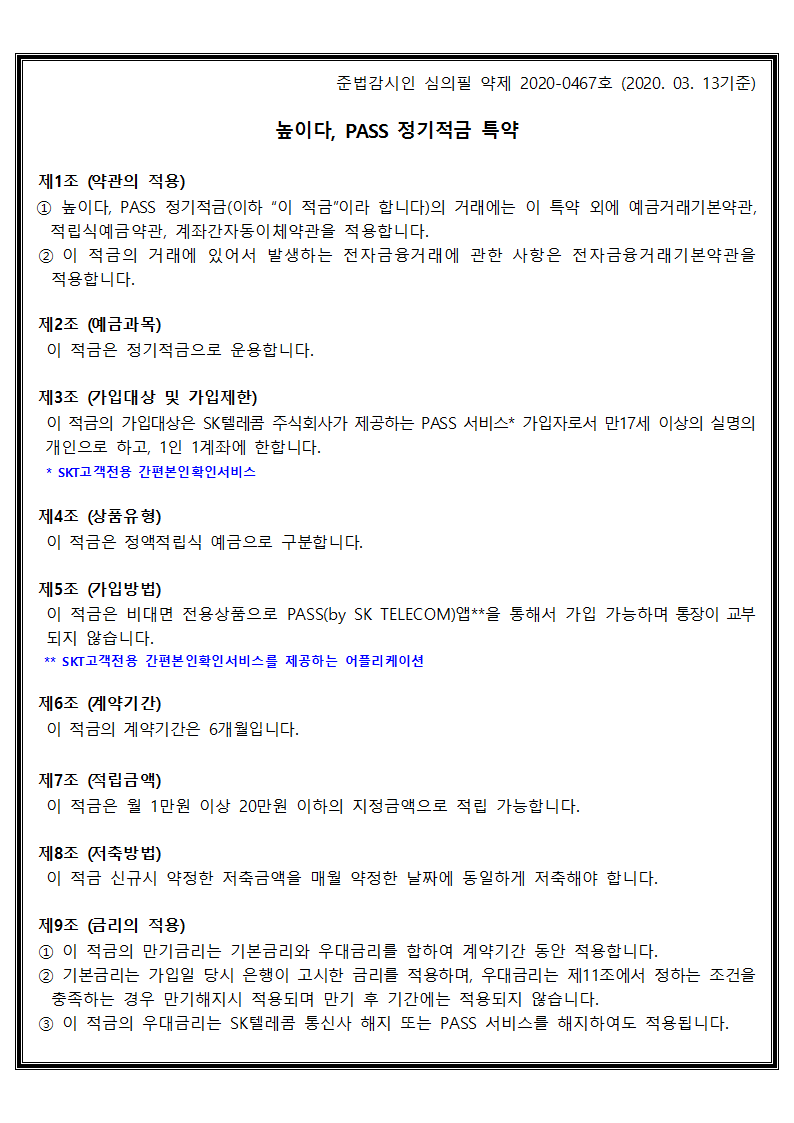 준법감시인 심의필 약제 2020-0467호 (2020. 03. 13기준)
높이다, PASS 정기적금 특약
제1조 (약관의 적용)
① 높이다, PASS 정기적금(이하 “이 적금”이라 합니다)의 거래에는 이 특약 외에 예금거래기본약관,
적립식예금약관, 계좌간자동이체약관을 적용합니다.
② 이 적금의 거래에 있어서 발생하는 전자금융거래에 관한 사항은 전자금융거래기본약관을
적용합니다.
제2조 (예금과목)
이 적금은 정기적금으로 운용합니다.
제3조 (가입대상 및 가입제한)
이 적금의 가입대상은 SK텔레콤 주식회사가 제공하는 PASS 서비스* 가입자로서 만17세 이상의 실명의
개인으로 하고, 1인 1계좌에 한합니다.
* SKT고객전용 간편본인확인서비스
제4조 (상품유형)
이 적금은 정액적립식 예금으로 구분합니다.
제5조 (가입방법)
이 적금은 비대면 전용상품으로 PASS(by SK TELECOM)앱**을 통해서 가입 가능하며 통장이 교부
되지 않습니다.
** SKT고객전용 간편본인확인서비스를 제공하는 어플리케이션
제6조 (계약기간)
이 적금의 계약기간은 6개월입니다.
제7조 (적립금액)
이 적금은 월 1만원 이상 20만원 이하의 지정금액으로 적립 가능합니다.
제8조 (저축방법)
이 적금 신규시 약정한 저축금액을 매월 약정한 날짜에 동일하게 저축해야 합니다.
제9조 (금리의 적용)
① 이 적금의 만기금리는 기본금리와 우대금리를 합하여 계약기간 동안 적용합니다.
② 기본금리는 가입일 당시 은행이 고시한 금리를 적용하며, 우대금리는 제11조에서 정하는 조건을
충족하는 경우 만기해지시 적용되며 만기 후 기간에는 적용되지 않습니다.
③ 이 적금의 우대금리는 SK텔레콤 통신사 해지 또는 PASS 서비스를 해지하여도 적용됩니다.